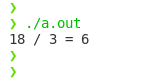 ❯
❯ ./a.out
18 / 3 = 6
❯
❯